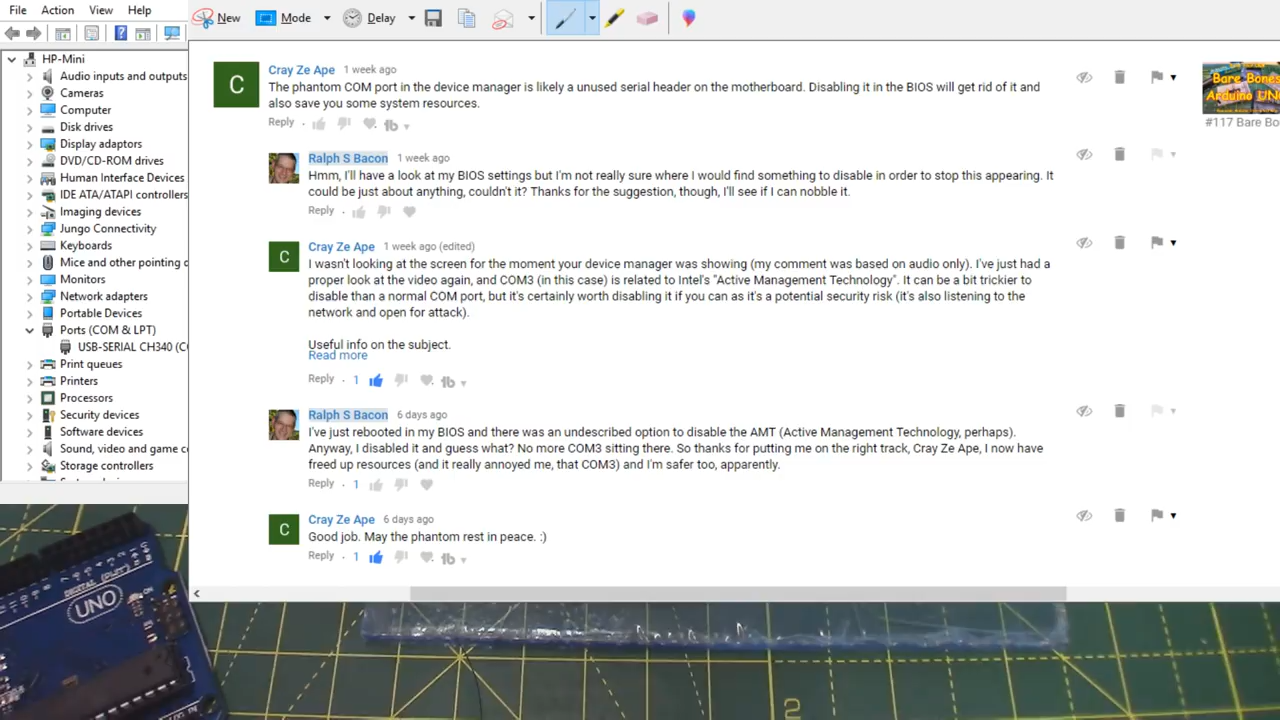 File Action View Help
New Mode Delay
HP-Mini
Audio inputs and outputs
Cameras
Computer
Disk drives
Display adaptors
DVD/CD-ROM drives
Human Interface Devices
IDE ATA/ATAPI controllers
Imaging devices
Jungo Connectivity
Keyboards
Mice and other pointing d
Monitors
Network adapters
Portable Devices
Ports (COM & LPT)
USB-SERIAL CH340 (C
Print queues
Printers
Processors
Security devices
Software devices
Sound, video and game c
Storage controllers
C
Cray Ze Ape 1 week ago
The phantom COM port in the device manager is likely a unused serial header on the motherboard. Disabling it in the BIOS will get rid of it and
also save you some system resources.
Reply
Bare Bones
Arduino UNO
#117 Bare Bo
Ralph S Bacon 1 week ago
Hmm, I'll have a look at my BIOS settings but I'm not really sure where I would find something to disable in order to stop this appearing. It
could be just about anything, couldn't it? Thanks for the suggestion, though, I'll see if I can nobble it.
Reply
C
Cray Ze Ape 1 week ago (edited)
I wasn't looking at the screen for the moment your device manager was showing (my comment was based on audio only). I've just had a
proper look at the video again, and COM3 (in this case) is related to Intel's "Active Management Technology". It can be a bit trickier to
disable than a normal COM port, but it's certainly worth disabling it if you can as it's a potential security risk (it's also listening to the
network and open for attack).
Useful info on the subject.
Read more
Reply · 1
Ralph S Bacon 6 days ago
I've just rebooted in my BIOS and there was an undescribed option to disable the AMT (Active Management Technology, perhaps).
Anyway, I disabled it and guess what? No more COM3 sitting there. So thanks for putting me on the right track, Cray Ze Ape, I now have
freed up resources (and it really annoyed me, that COM3) and I'm safer too, apparently.
Reply · 1
C
Cray Ze Ape 6 days ago
Good job. May the phantom rest in peace. :)
Reply · 1
DIGITAL (PWM~)
UNO
ON